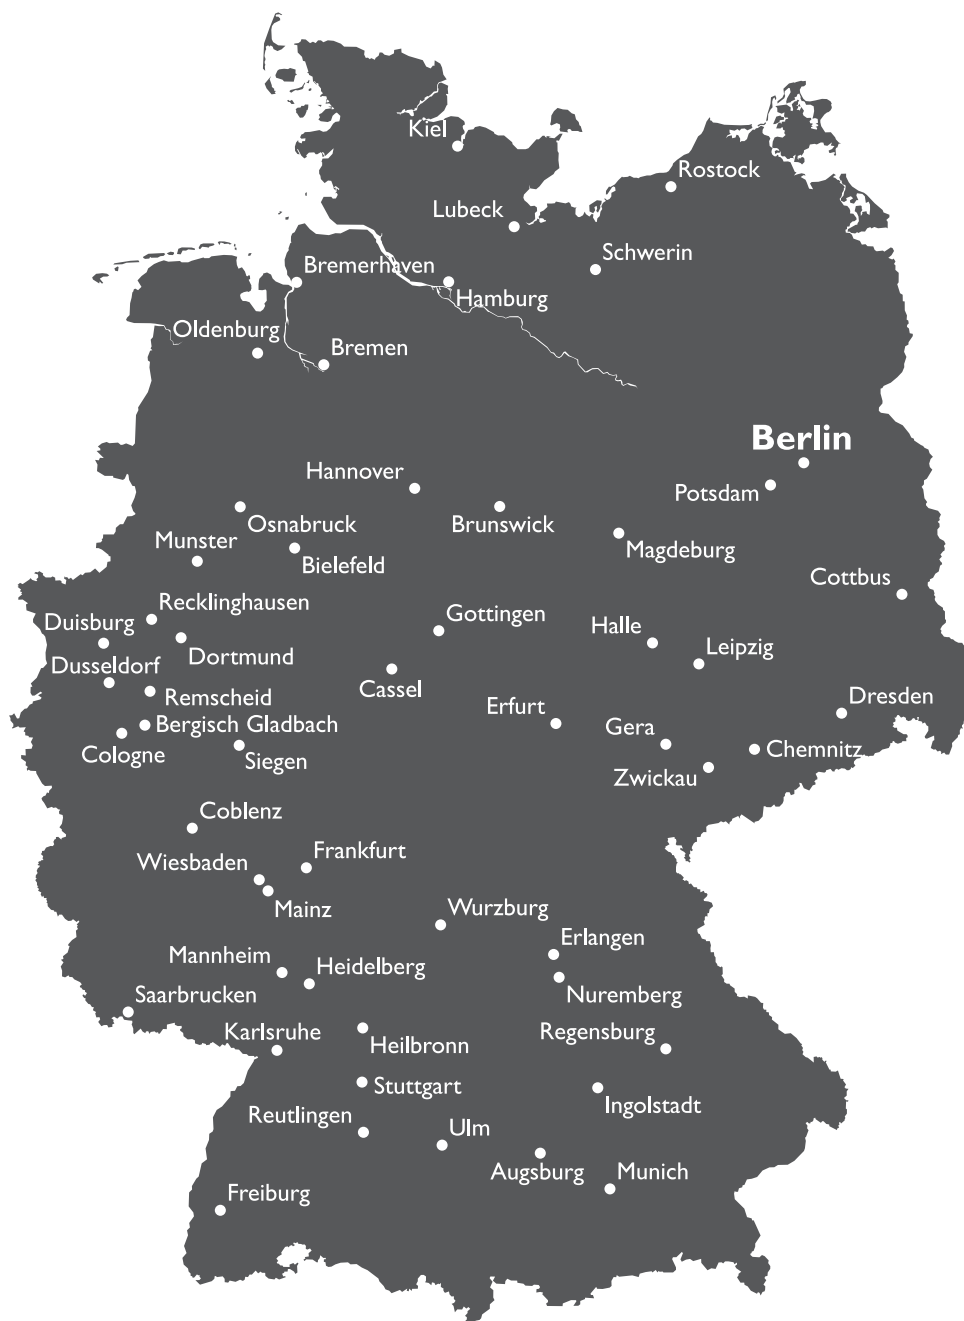 Kiel
Rostock
Lubeck
Schwerin
Bremerhaven
Hamburg
Oldenburg
Bremen
Berlin
Hannover
Potsdam
Osnabruck
Brunswick
Munster
Magdeburg
Bielefeld
Cottbus
Recklinghausen
Gottingen
Duisburg
Halle
Dortmund
Leipzig
Dusseldorf
Cassel
Remscheid
Dresden
Erfurt
Bergisch Gladbach
Gera
Cologne
Chemnitz
Siegen
Zwickau
Coblenz
Frankfurt
Wiesbaden
Mainz
Wurzburg
Erlangen
Mannheim
Heidelberg
Saarbrucken
Nuremberg
Karlsruhe
Regensburg
Heilbronn
Stuttgart
Ingolstadt
Reutlingen
Ulm
Augsburg
Munich
Freiburg